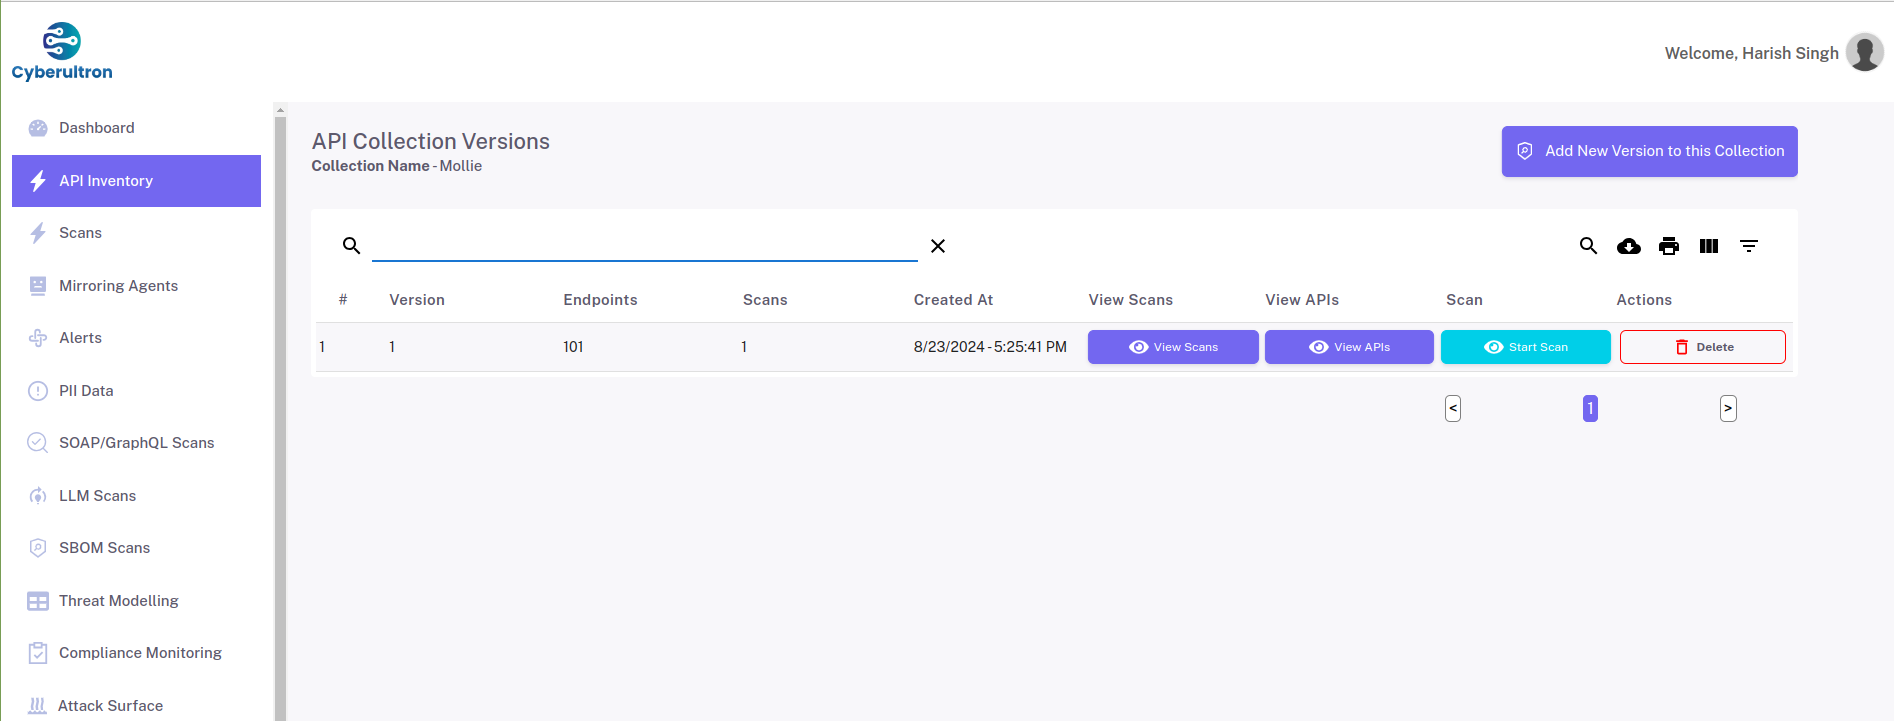 Cyberultron
Welcome, Harish Singh
Dashboard
API Inventory
Scans
Mirroring Agents
Alerts
PII Data
SOAP/GraphQL Scans
LLM Scans
SBOM Scans
Threat Modelling
Compliance Monitoring
Attack Surface
API Collection Versions
Collection Name - Mollie
Add New Version to this Collection
# Version Endpoints Scans Created At View Scans View APIs Scan Actions
1 1 101 1 8/23/2024 - 5:25:41 PM View Scans View APIs Start Scan Delete
< 1 >